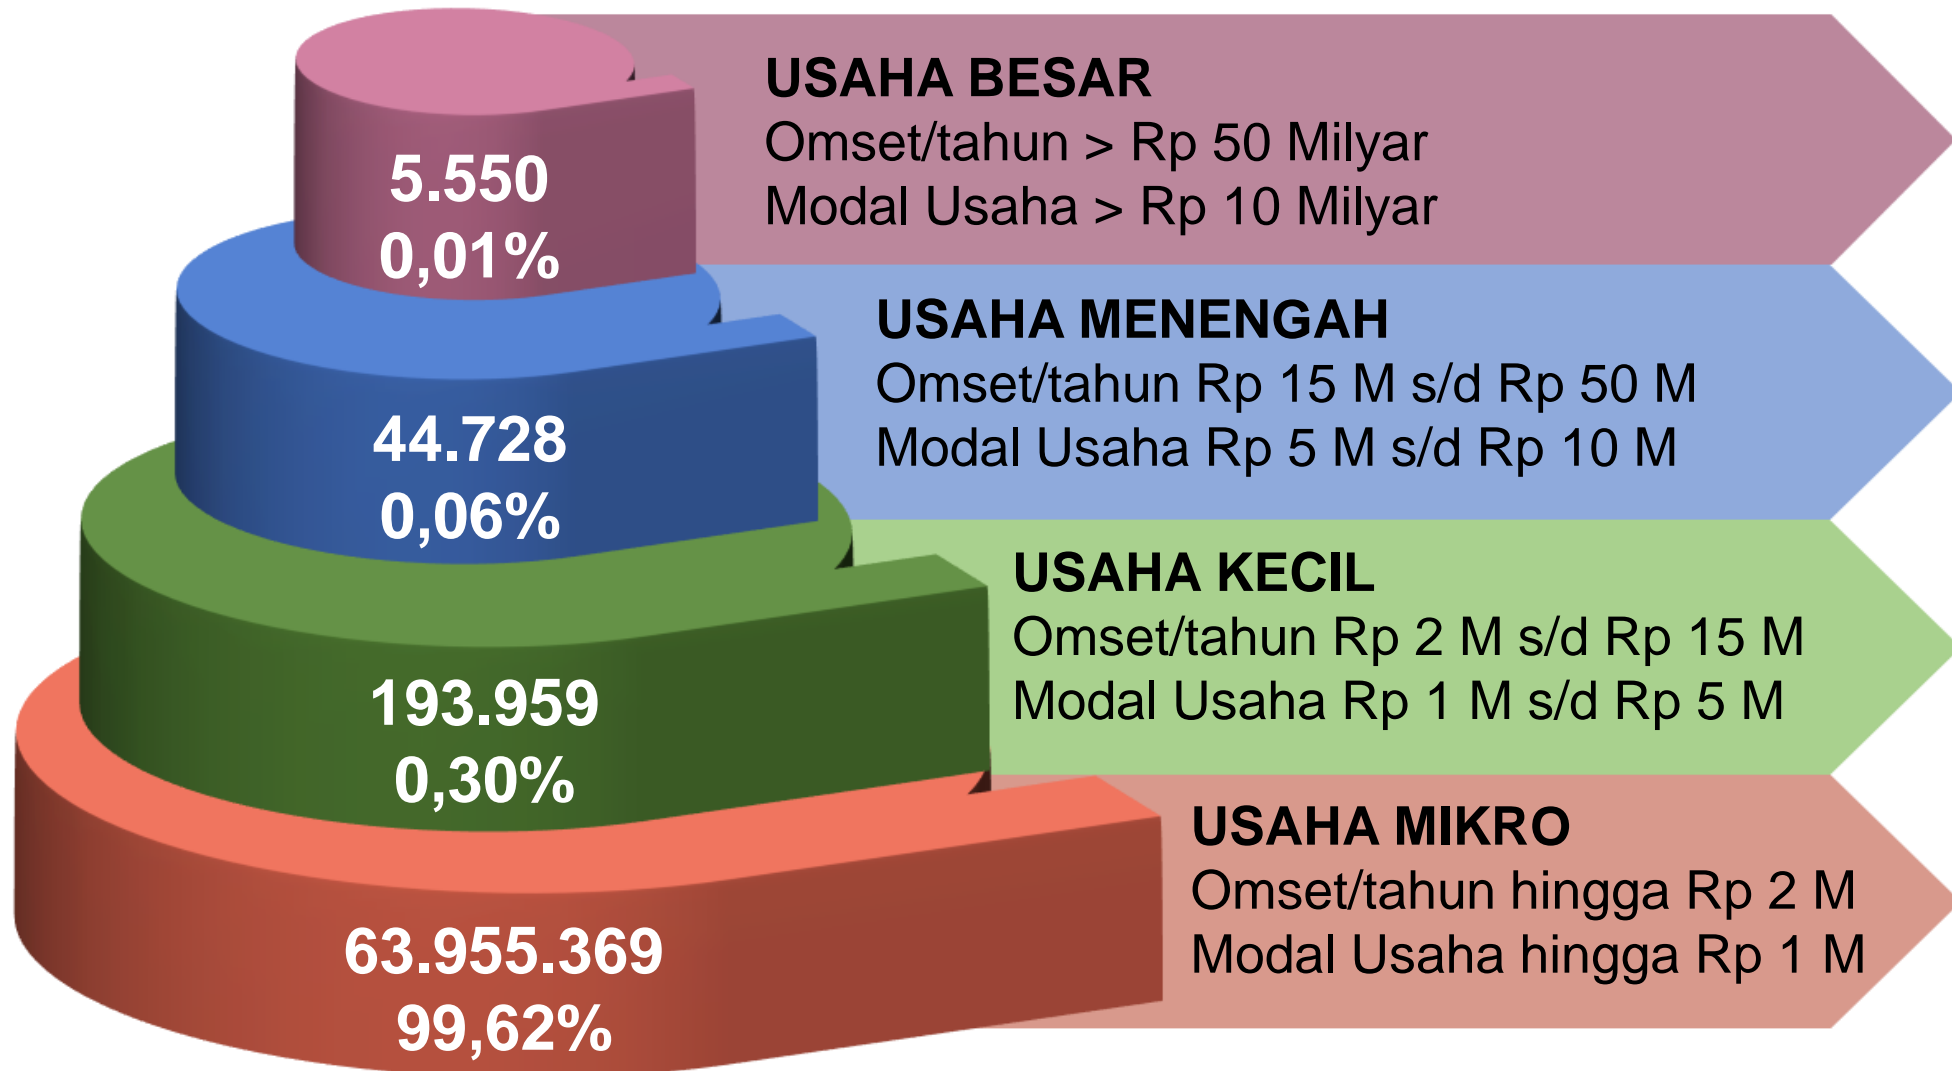 5.550
0,01%
USAHA BESAR
Omset/tahun > Rp 50 Milyar
Modal Usaha > Rp 10 Milyar
44.728
0,06%
USAHA MENENGAH
Omset/tahun Rp 15 M s/d Rp 50 M
Modal Usaha Rp 5 M s/d Rp 10 M
193.959
0,30%
USAHA KECIL
Omset/tahun Rp 2 M s/d Rp 15 M
Modal Usaha Rp 1 M s/d Rp 5 M
63.955.369
99,62%
USAHA MIKRO
Omset/tahun hingga Rp 2 M
Modal Usaha hingga Rp 1 M